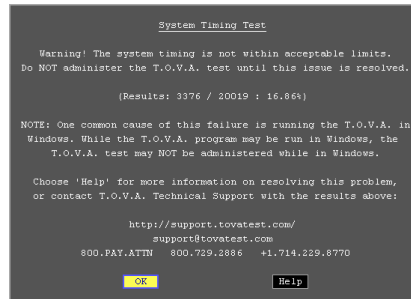 System Timing Test
Warning! The system timing is not within acceptable limits.
Do NOT administer the T.O.V.A. test until this issue is resolved.
(Results: 3376 / 20019 : 16.86%)
NOTE: One common cause of this failure is running the T.O.V.A. in
Windows. While the T.O.V.A. program may be run in Windows, the
T.O.V.A. test may NOT be administered while in Windows.
Choose 'Help' for more information on resolving this problem,
or contact T.O.V.A. Technical Support with the results above:
http://support.tovatest.com/
support@tovatest.com
800.PAY.ATTN 800.729.2886 +1.714.229.8770
OK Help